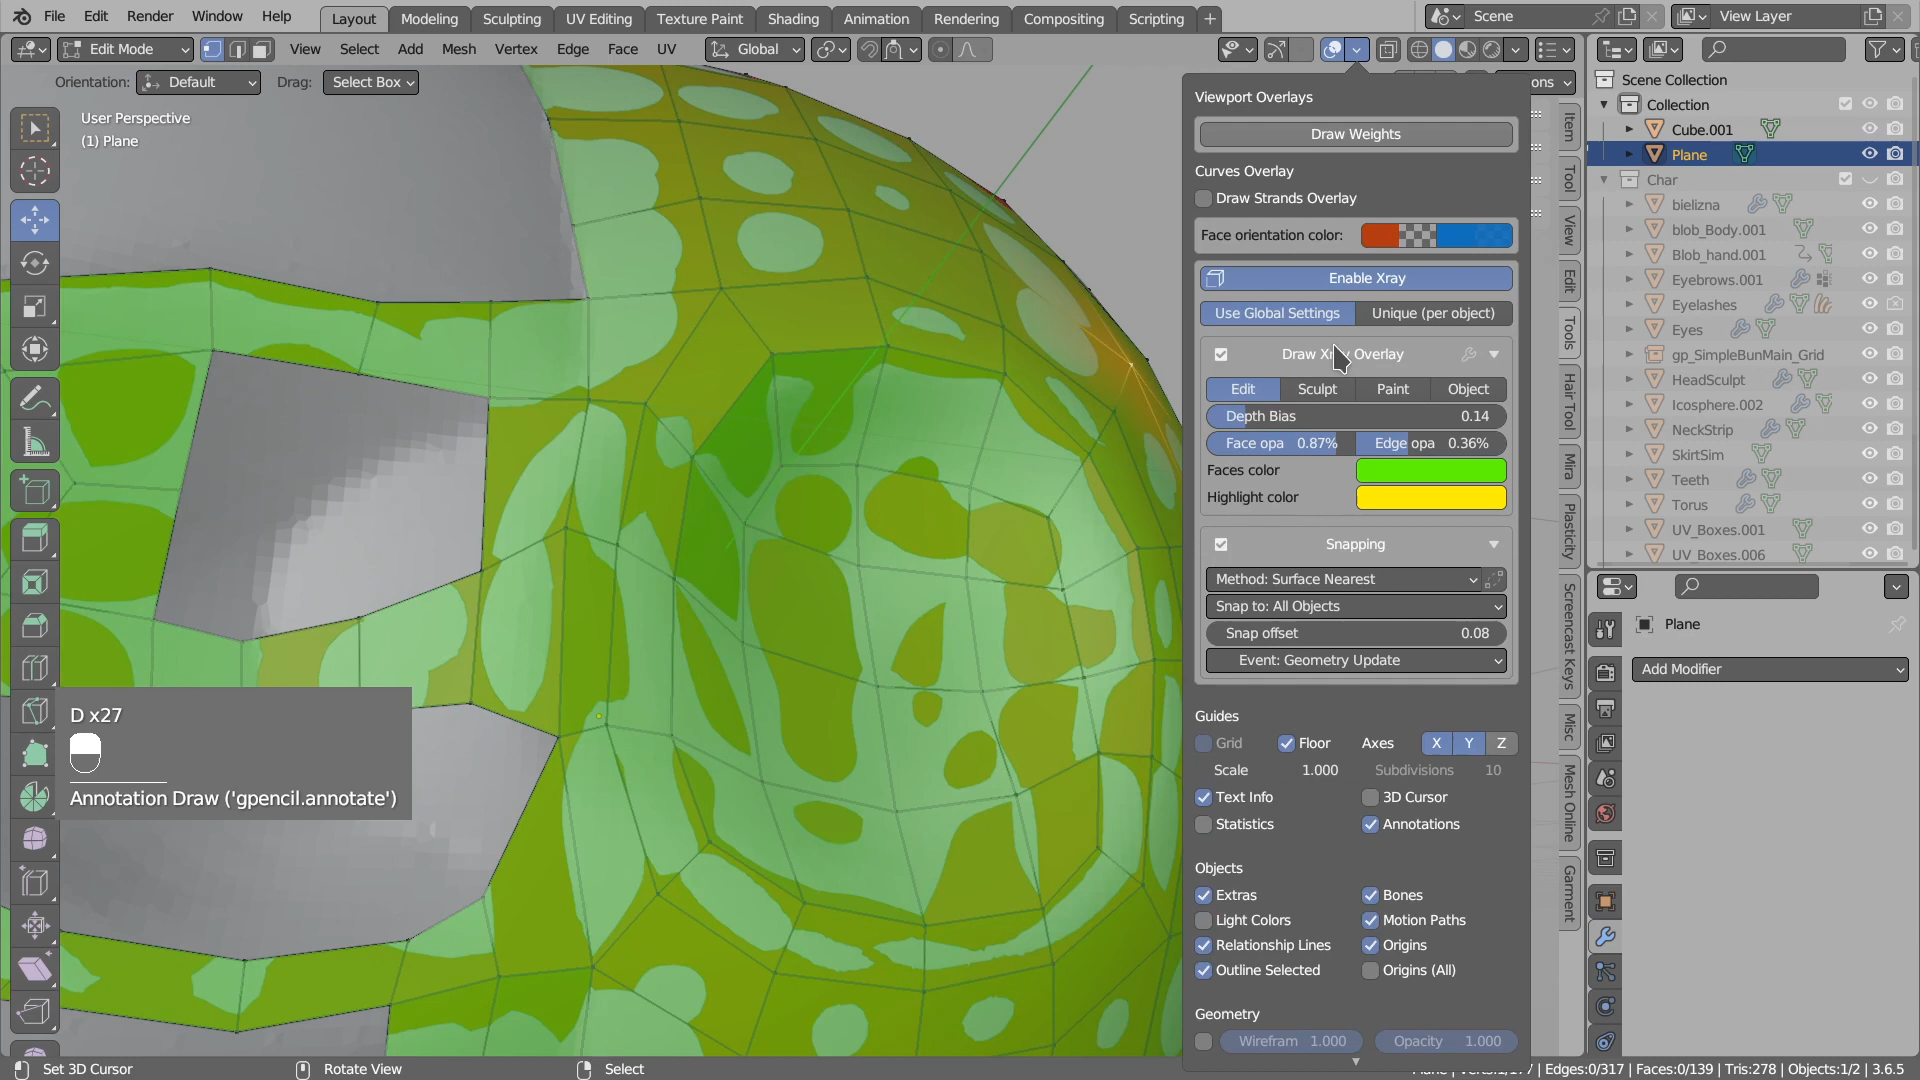 File Edit Render Window Help Layout Modeling Sculpting UV Editing Texture Paint Shading Animation Rendering Compositing Scripting + Scene View Layer
Edit Mode View Select Add Mesh Vertex Edge Face UV Global
Orientation: Default Drag: Select Box ons
User Perspective
(1) Plane
Viewport Overlays
Draw Weights
Curves Overlay
Draw Strands Overlay
Face orientation color:
Enable Xray
Use Global Settings Unique (per object)
Draw Overlay
Edit Sculpt Paint Object
Depth Bias 0.14
Face opa 0.87% Edge opa 0.36%
Faces color
Highlight color
Snapping
Method: Surface Nearest
Snap to: All Objects
Snap offset 0.08
Event: Geometry Update
Guides
Grid Floor Axes X Y Z
Scale 1.000 Subdivisions 10
Text Info 3D Cursor
Statistics Annotations
Objects
Extras Bones
Light Colors Motion Paths
Relationship Lines Origins
Outline Selected Origins (All)
Geometry
Wirefram 1.000 Opacity 1.000
Item
Tool
View
Edit
Tools
Hair Tool
Mira
Plasticity
Screencast Keys
Misc
Mesh Online
Garment
Scene Collection
Collection
Cube.001
Plane
Char
bielizna
blob_Body.001
Blob_hand.001
Eyebrows.001
Eyelashes
Eyes
gp_SimpleBunMain_Grid
HeadSculpt
Icosphere.002
NeckStrip
SkirtSim
Teeth
Torus
UV_Boxes.001
UV_Boxes.006
Plane
Add Modifier
D x27
Annotation Draw ('gpencil.annotate')
Set 3D Cursor Rotate View Select Edges:0/317 | Faces:0/139 | Tris:278 | Objects:1/2 | 3.6.5